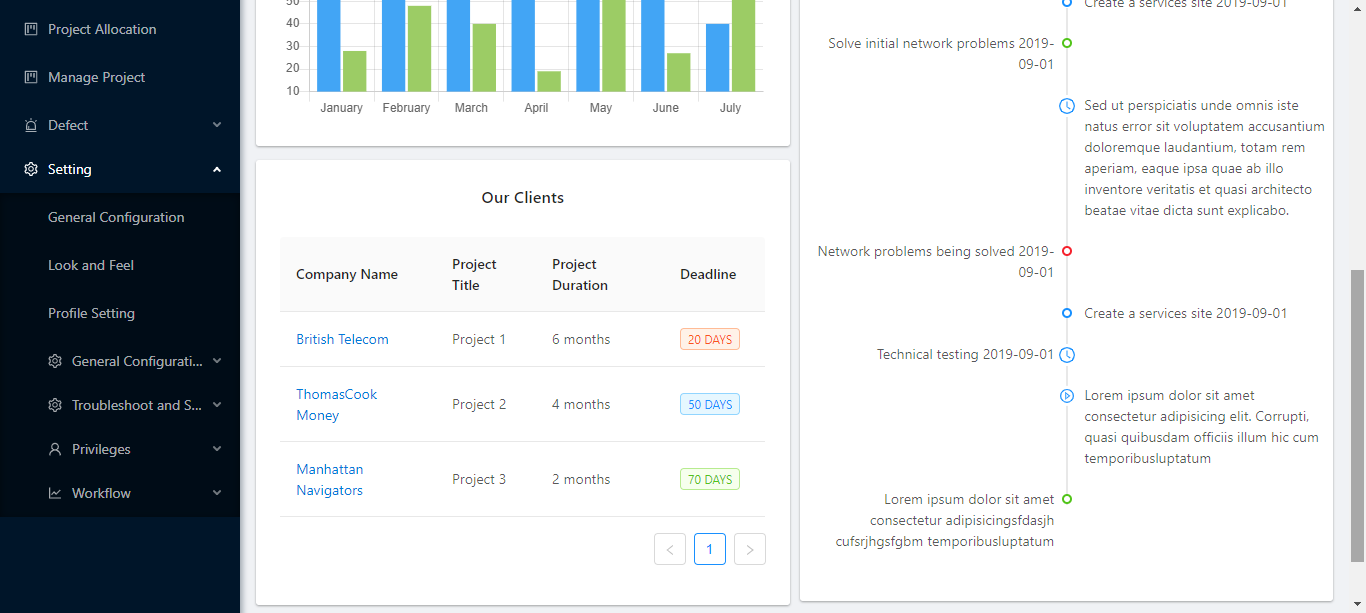 Project Allocation
Manage Project
Defect
Setting
General Configuration
Look and Feel
Profile Setting
General Configurati...
Troubleshoot and S...
Privileges
Workflow
50
40
30
20
10
January February March April May June July
Our Clients
Company Name Project Title Project Duration Deadline
British Telecom Project 1 6 months 20 DAYS
ThomasCook Money Project 2 4 months 50 DAYS
Manhattan Navigators Project 3 2 months 70 DAYS
< 1 >
Create a services site 2019-09-01
Solve initial network problems 2019-
09-01
Sed ut perspiciatis unde omnis iste
natus error sit voluptatem accusantium
doloremque laudantium, totam rem
aperiam, eaque ipsa quae ab illo
inventore veritatis et quasi architecto
beatae vitae dicta sunt explicabo.
Network problems being solved 2019-
09-01
Create a services site 2019-09-01
Technical testing 2019-09-01
Lorem ipsum dolor sit amet
consectetur adipisicing elit. Corrupti,
quasi quibusdam officiis illum hic cum
temporibusluptatum
Lorem ipsum dolor sit amet
consectetur adipisicingsfdasjh
cufsrjhgsfgbm temporibusluptatum